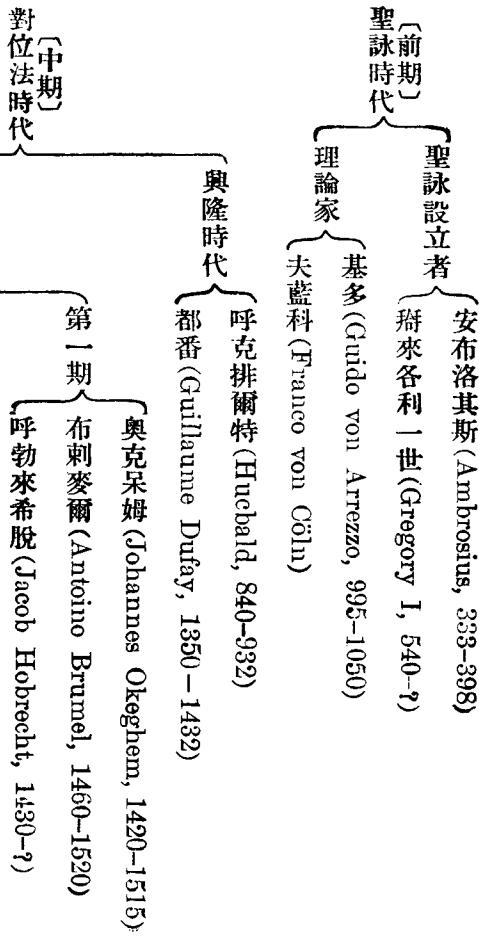 〔前期〕
聖詠時代
聖詠設立者
安布洛其斯(Ambrosius, 333–398)
搿來各利一世(Gregory I, 540–?)
理論家
基多(Guido von Arrezzo, 995–1050)
夫藍科(Franco von Cöln)
〔中期〕
對位法時代
興隆時代
呼克排爾特(Hucbald, 840–932)
都番(Guillaume Dufay, 1350–1432)
第一期
奧克呆姆(Johannes Okeghem, 1420–1515)
布剌麥爾(Antoino Brumel, 1460–1520)
呼勃來希脫(Jacob Hobrecht, 1430–?)